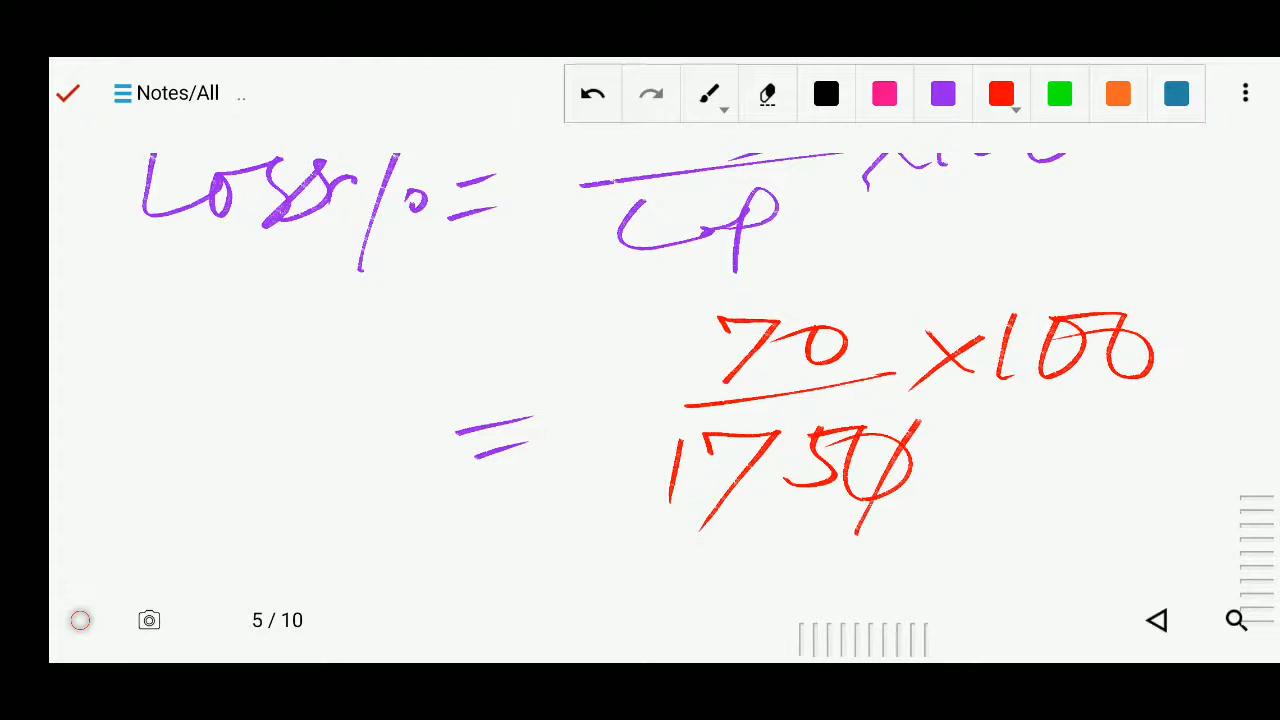 Notes/All ..
Loss% =
CP
70
= × 100
1750
5 / 10